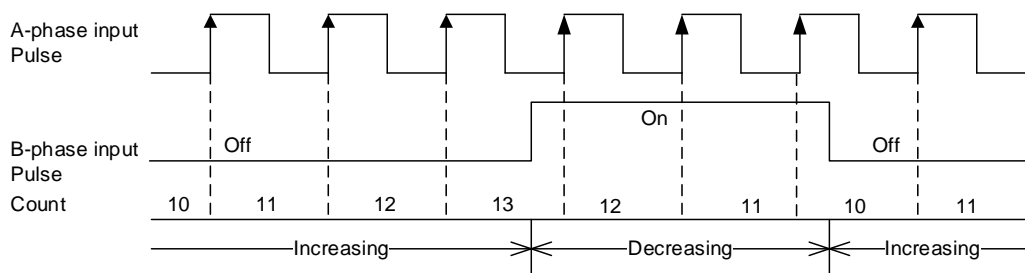 A-phase input
Pulse
On
Off
Off
B-phase input
Pulse
Count
10
11
12
13
12
11
10
11
Increasing
Decreasing
Increasing